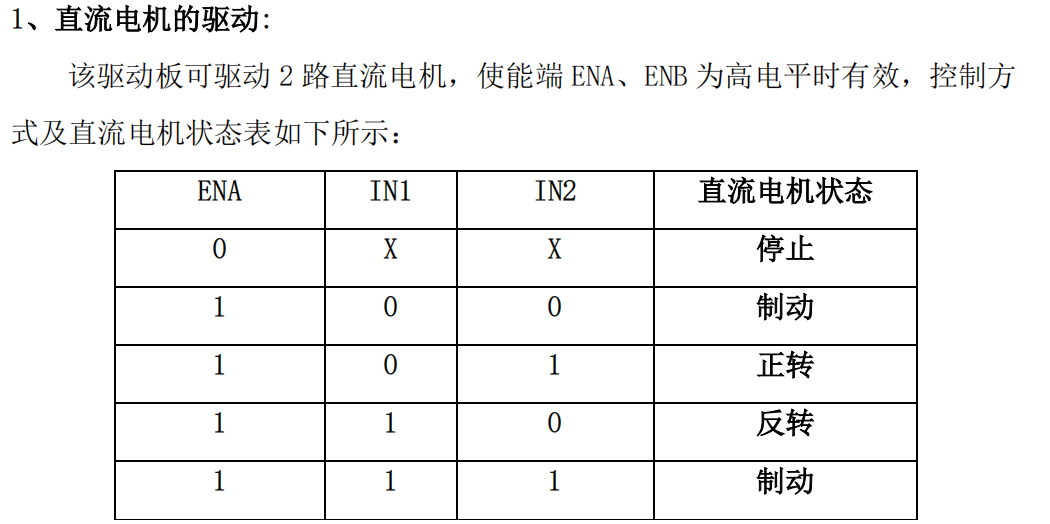 1、直流电机的驱动:
该驱动板可驱动 2 路直流电机，使能端 ENA、ENB 为高电平时有效，控制方
式及直流电机状态表如下所示：
ENA IN1 IN2 直流电机状态
0 X X 停止
1 0 0 制动
1 0 1 正转
1 1 0 反转
1 1 1 制动